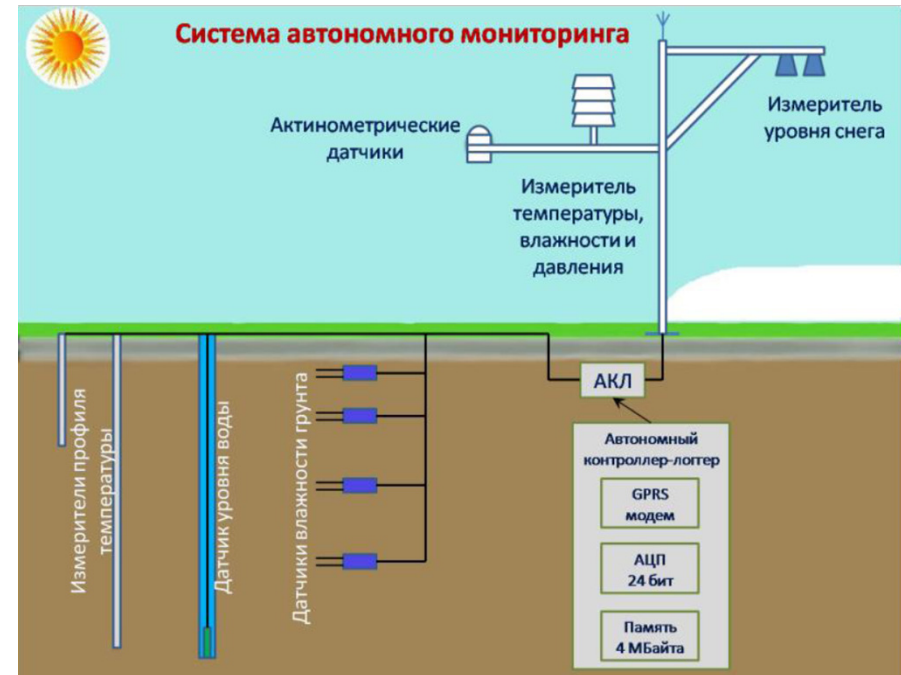 Система автономного мониторинга
Актинометрические
датчики
Измеритель
уровня снега
Измеритель
температуры,
влажности и
давления
Измерители профиля
температуры
Датчик уровня воды
Датчики влажности грунта
АКЛ
Автономный
контроллер-логгер
GPRS
модем
АЦП
24 бит
Память
4 МБайта